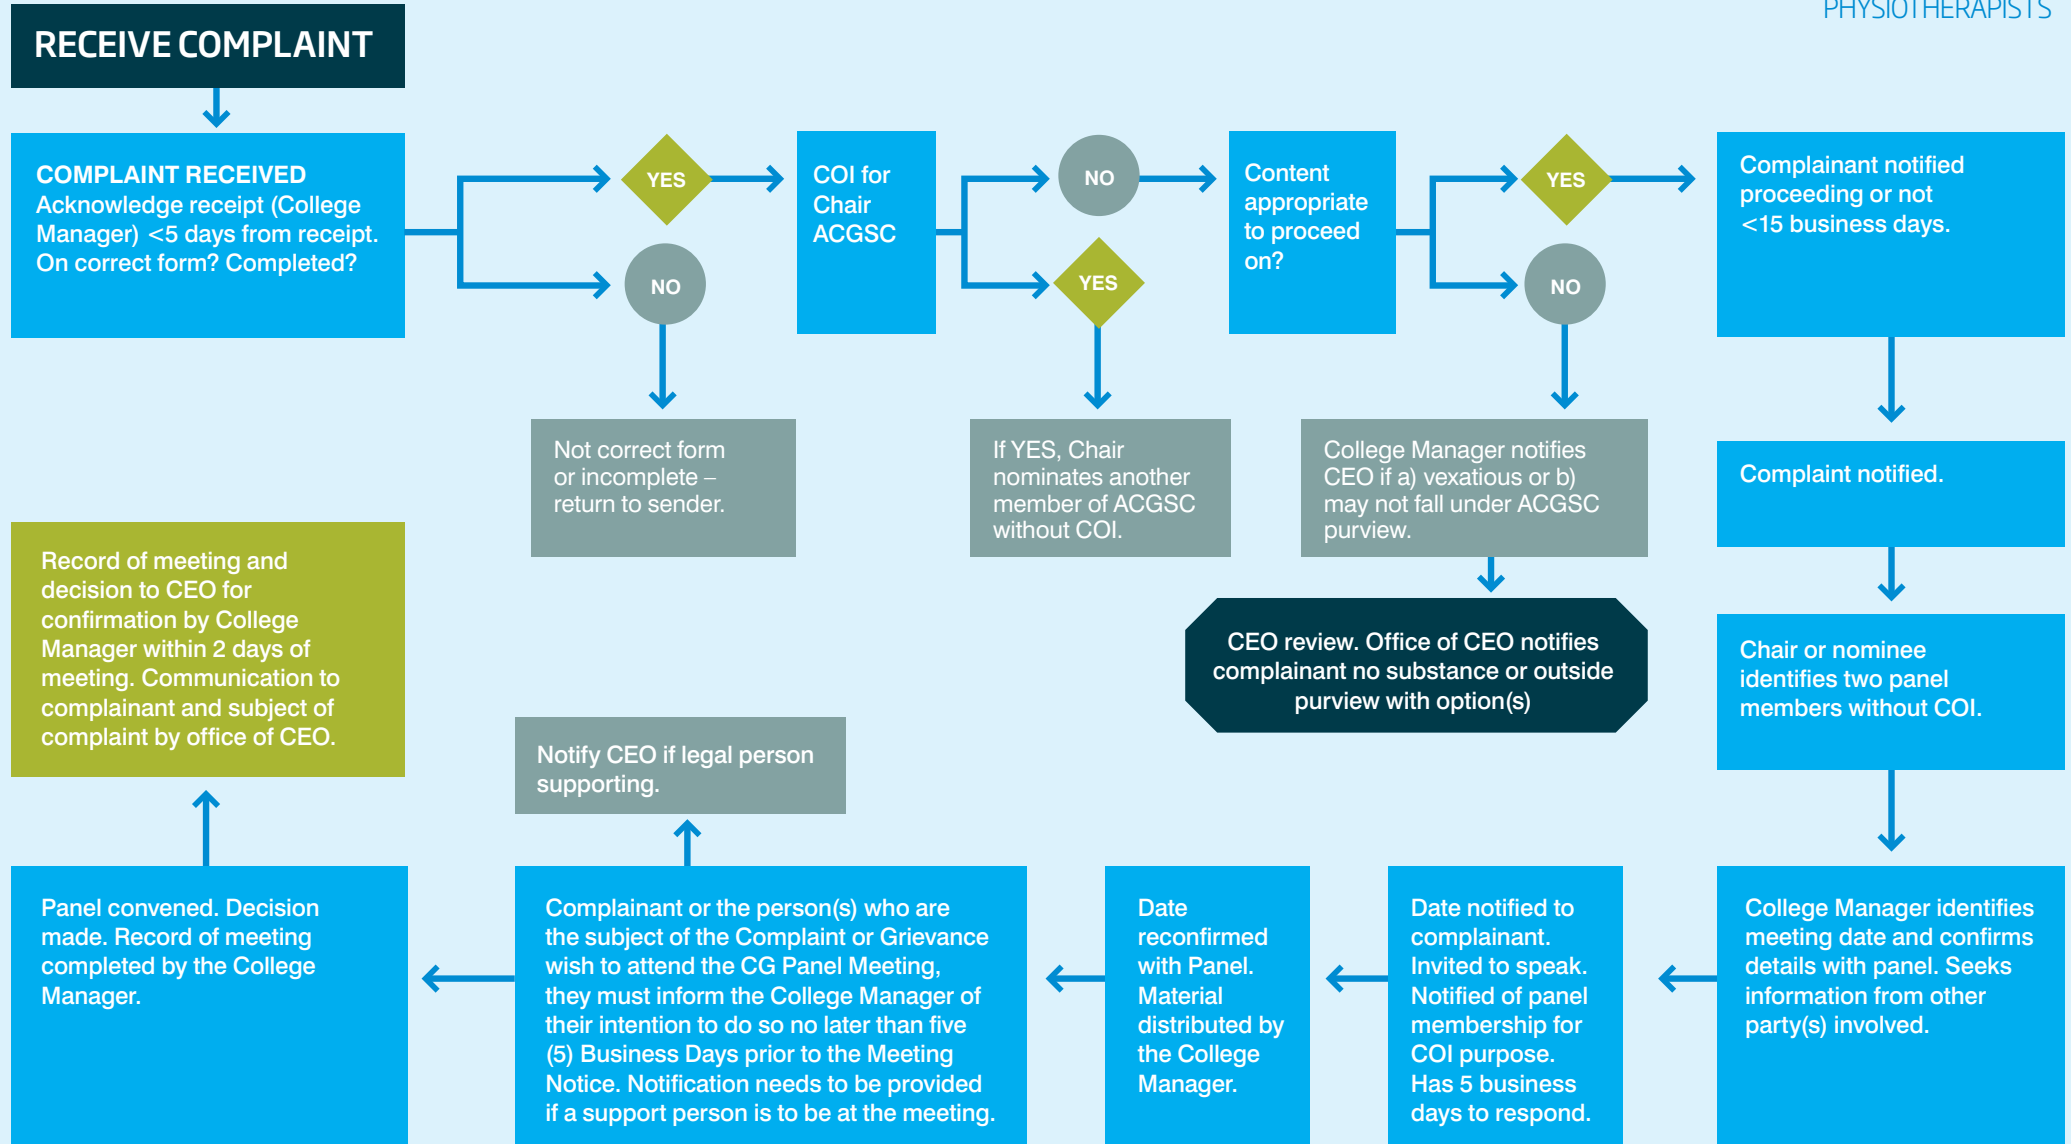 PHYSIOTHERAPISTS
RECEIVE COMPLAINT
COMPLAINT RECEIVED
Acknowledge receipt (College
Manager) <5 days from receipt.
On correct form? Completed?
YES
NO
Not correct form
or incomplete –
return to sender.
COI for
Chair
ACGSC
NO
YES
If YES, Chair
nominates another
member of ACGSC
without COI.
Content
appropriate
to proceed
on?
YES
NO
College Manager notifies
CEO if a) vexatious or b)
may not fall under ACGSC
purview.
CEO review. Office of CEO notifies
complainant no substance or outside
purview with option(s)
Complainant notified
proceeding or not
<15 business days.
Complaint notified.
Chair or nominee
identifies two panel
members without COI.
College Manager identifies
meeting date and confirms
details with panel. Seeks
information from other
party(s) involved.
Date notified to
complainant.
Invited to speak.
Notified of panel
membership for
COI purpose.
Has 5 business
days to respond.
Date
reconfirmed
with Panel.
Material
distributed by
the College
Manager.
Complainant or the person(s) who are
the subject of the Complaint or Grievance
wish to attend the CG Panel Meeting,
they must inform the College Manager of
their intention to do so no later than five
(5) Business Days prior to the Meeting
Notice. Notification needs to be provided
if a support person is to be at the meeting.
Notify CEO if legal person
supporting.
Panel convened. Decision
made. Record of meeting
completed by the College
Manager.
Record of meeting and
decision to CEO for
confirmation by College
Manager within 2 days of
meeting. Communication to
complainant and subject of
complaint by office of CEO.